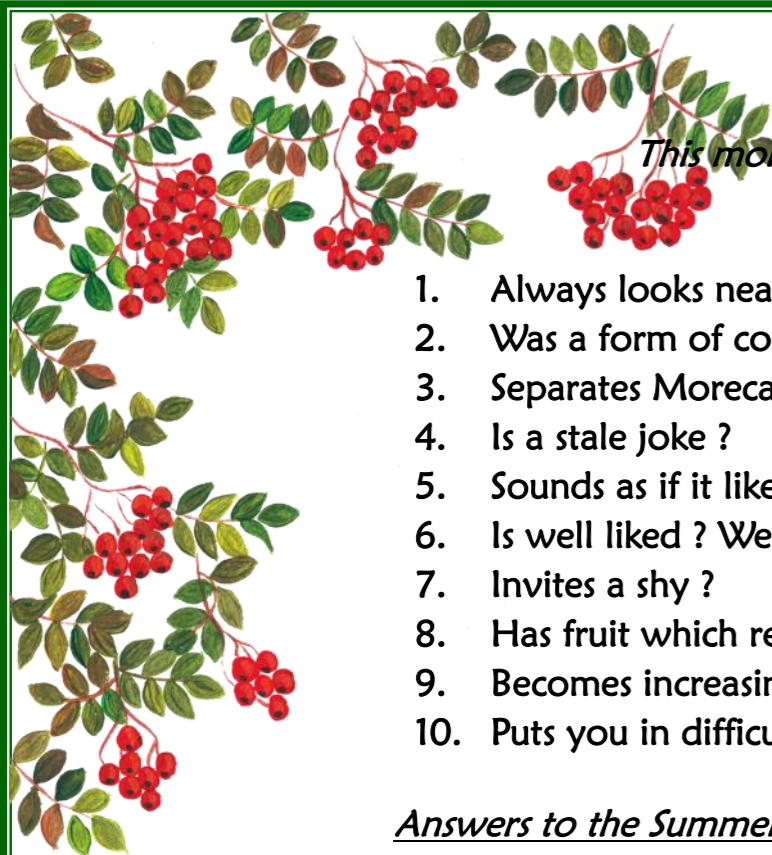 This mo
1. Always looks nea
2. Was a form of co
3. Separates Moreca
4. Is a stale joke ?
5. Sounds as if it like
6. Is well liked ? We
7. Invites a shy ?
8. Has fruit which re
9. Becomes increasin
10. Puts you in difficu
Answers to the Summer